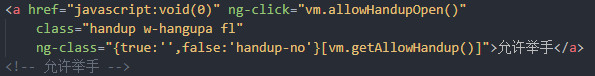 <a href="javascript:void(0)" ng-click="vm.allowHandupOpen()"
class="handup w-hangupa fl"
ng-class="{true:'',false:'handup-no'}[vm.getAllowHandup()]">允许举手</a>
<!-- 允许举手 -->